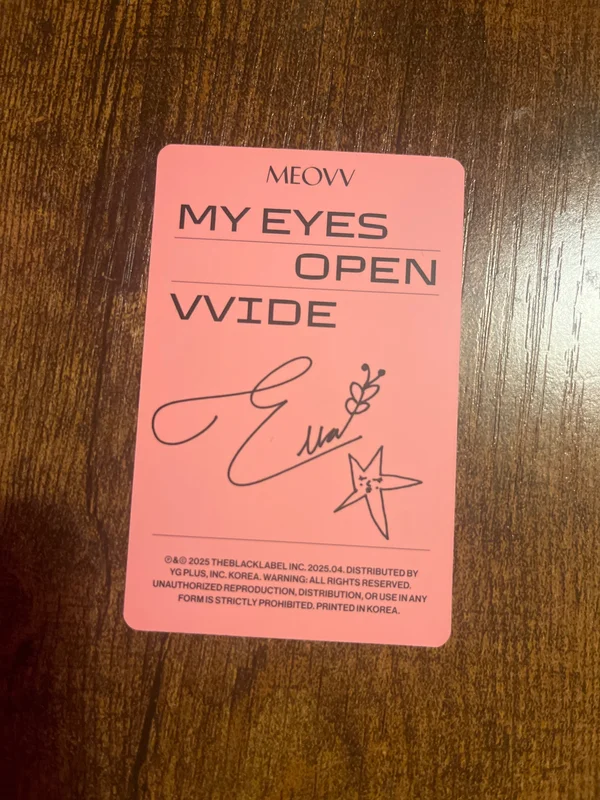 MEOVV
MY EYES
OPEN
VVIDE
Ella
℗&© 2025 THEBLACKLABEL INC. 2025.04. DISTRIBUTED BY
YG PLUS, INC. KOREA. WARNING: ALL RIGHTS RESERVED.
UNAUTHORIZED REPRODUCTION, DISTRIBUTION, OR USE IN ANY
FORM IS STRICTLY PROHIBITED. PRINTED IN KOREA.